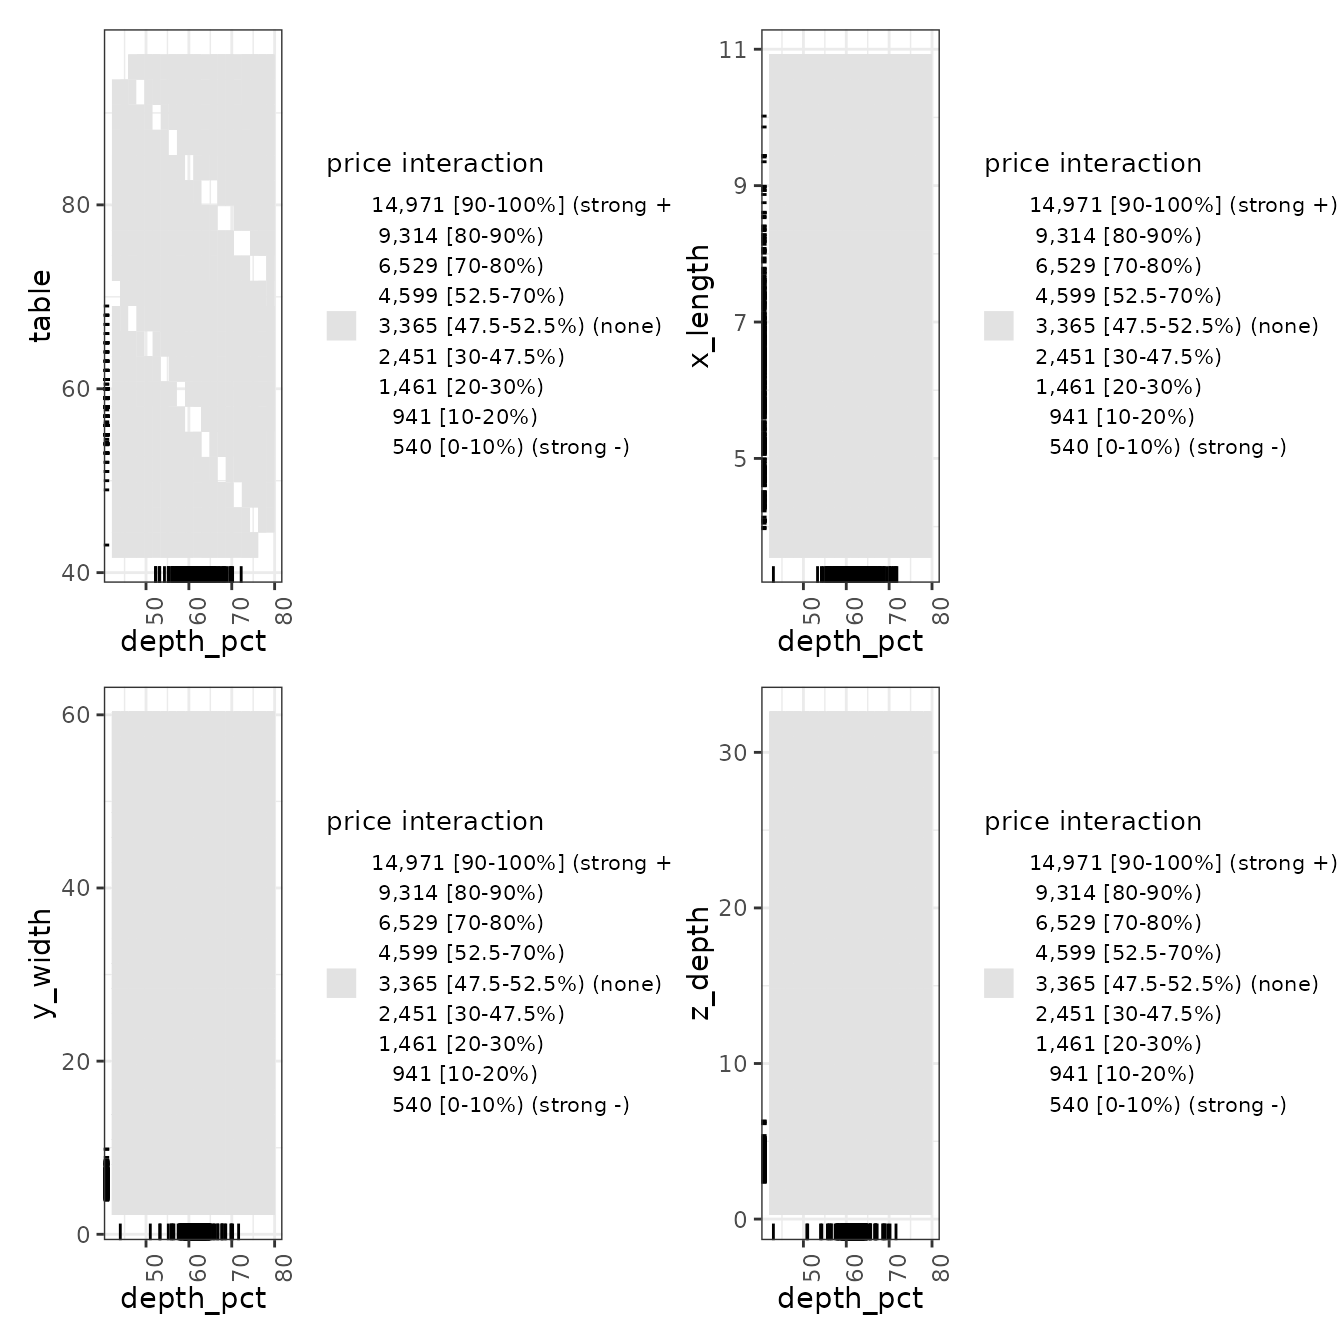 table
80
60
40
50
60
70
80
depth_pct
price interaction
14,971 [90-100%] (strong +
9,314 [80-90%)
6,529 [70-80%)
4,599 [52.5-70%)
3,365 [47.5-52.5%) (none)
2,451 [30-47.5%)
1,461 [20-30%)
941 [10-20%)
540 [0-10%) (strong -)
x_length
11
9
7
5
50
60
70
80
depth_pct
price interaction
14,971 [90-100%] (strong +)
9,314 [80-90%)
6,529 [70-80%)
4,599 [52.5-70%)
3,365 [47.5-52.5%) (none)
2,451 [30-47.5%)
1,461 [20-30%)
941 [10-20%)
540 [0-10%) (strong -)
y_width
60
40
20
0
50
60
70
80
depth_pct
price interaction
14,971 [90-100%] (strong +
9,314 [80-90%)
6,529 [70-80%)
4,599 [52.5-70%)
3,365 [47.5-52.5%) (none)
2,451 [30-47.5%)
1,461 [20-30%)
941 [10-20%)
540 [0-10%) (strong -)
z_depth
30
20
10
0
50
60
70
80
depth_pct
price interaction
14,971 [90-100%] (strong +)
9,314 [80-90%)
6,529 [70-80%)
4,599 [52.5-70%)
3,365 [47.5-52.5%) (none)
2,451 [30-47.5%)
1,461 [20-30%)
941 [10-20%)
540 [0-10%) (strong -)